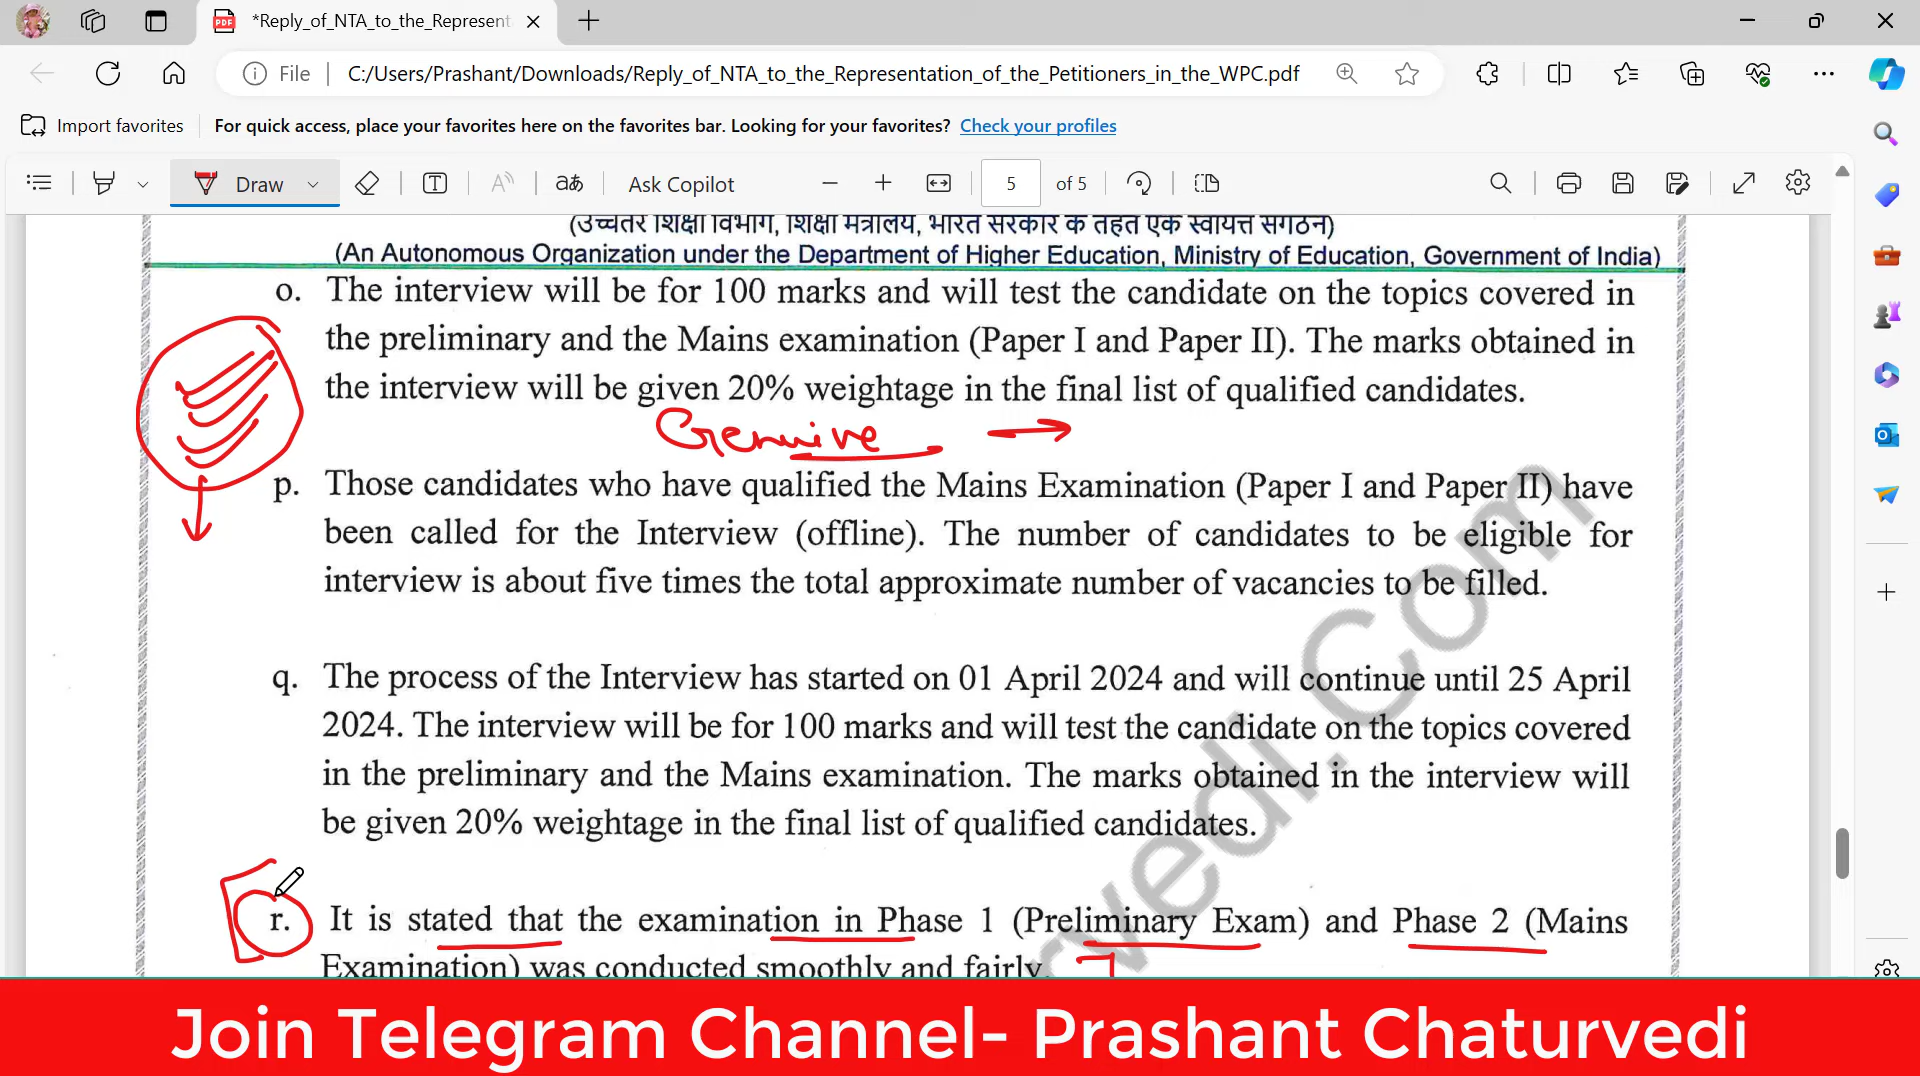 *Reply_of_NTA_to_the_Represent
File
C:/Users/Prashant/Downloads/Reply_of_NTA_to_the_Representation_of_the_Petitioners_in_the_WPC.pdf
Import favorites
For quick access, place your favorites here on the favorites bar. Looking for your favorites? Check your profiles
Draw
Ask Copilot
5 of 5
(उच्चतर शिक्षा विभाग, शिक्षा मंत्रालय, भारत सरकार के तहत एक स्वायत्त संगठन)
(An Autonomous Organization under the Department of Higher Education, Ministry of Education, Government of India)
o. The interview will be for 100 marks and will test the candidate on the topics covered in
the preliminary and the Mains examination (Paper I and Paper II). The marks obtained in
the interview will be given 20% weightage in the final list of qualified candidates.
Genuine
p. Those candidates who have qualified the Mains Examination (Paper I and Paper II) have
been called for the Interview (offline). The number of candidates to be eligible for
interview is about five times the total approximate number of vacancies to be filled.
q. The process of the Interview has started on 01 April 2024 and will continue until 25 April
2024. The interview will be for 100 marks and will test the candidate on the topics covered
in the preliminary and the Mains examination. The marks obtained in the interview will
be given 20% weightage in the final list of qualified candidates.
r. It is stated that the examination in Phase 1 (Preliminary Exam) and Phase 2 (Mains
Examination) was conducted smoothly and fairly.
rvedi.Com
Join Telegram Channel- Prashant Chaturvedi